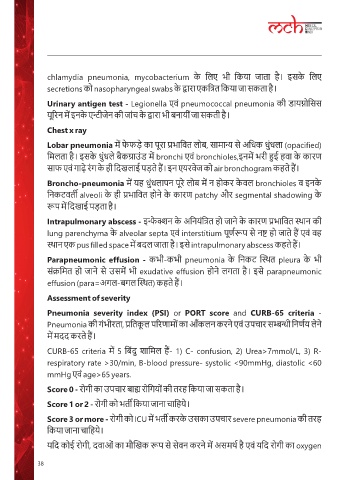 mch
chlamydia pneumonia, mycobacterium के लिए भी किया जाता है। इसके लिए
secretions को nasopharyngeal swabs के द्वारा एकत्रित किया जा सकता है।
Urinary antigen test - Legionella एवं pneumococcal pneumonia की डायग्नोसिस
यूरिन में इनके एन्टीजेन की जांच के द्वारा भी बनायीं जा सकती है।
Chest x ray
Lobar pneumonia में फेफड़े का पूरा प्रभावित लोब, सामान्य से अधिक धुंधला (opacified)
मिलता है। इसके धुंधले बैकग्राउंड में bronchi एवं bronchioles,इनमें भरी हुई हवा के कारण
साफ एवं गाढ़े रंग के ही दिखलाई पड़ते हैं। इन एयरवेज को air bronchogram कहते हैं।
Broncho-pneumonia में यह धुंधलापन पूरे लोब में न होकर केवल bronchioles व इनके
निकटवर्ती alveoli के ही प्रभावित होने के कारण patchy और segmental shadowing के
रूप में दिखाई पड़ता है।
Intrapulmonary abscess - इन्फेक्शन के अनियंत्रित हो जाने के कारण प्रभावित स्थान की
lung parenchyma के alveolar septa एवं interstitium पूर्णरूप से नष्ट हो जाते हैं एवं वह
स्थान एक pus filled space में बदल जाता है। इसे intrapulmonary abscess कहते हैं।
Parapneumonic effusion - कभी-कभी pneumonia के निकट स्थित pleura के भी
संक्रमित हो जाने से उसमें भी exudative effusion होने लगता है। इसे parapneumonic
effusion (para=अगल-बगल स्थित) कहते हैं।
Assessment of severity
Pneumonia severity index (PSI) or PORT score and CURB-65 criteria -
Pneumonia की गंभीरता, प्रतिकूल परिणामों का आँकलन करने एवं उपचार सम्बन्धी निर्णय लेने
में मदद करते हैं।
CURB-65 criteria में 5 बिंदु शामिल हैं- 1) C- confusion, 2) Urea>7mmol/L, 3) R-
respiratory rate >30/min, B-blood pressure- systolic <90mmHg, diastolic <60
mmHg एवं age>65 years.
Score 0 - रोगी का उपचार बाह्य रोगियों की तरह किया जा सकता है।
Score 1 or 2 - रोगी को भर्ती किया जाना चाहिये।
Score 3 or more - रोगी को ICU में भर्ती करके उसका उपचार severe pneumonia की तरह
किया जाना चाहिये।
यदि कोई रोगी, दवाओं का मौखिक रूप से सेवन करने में असमर्थ है एवं यदि रोगी का oxygen
38